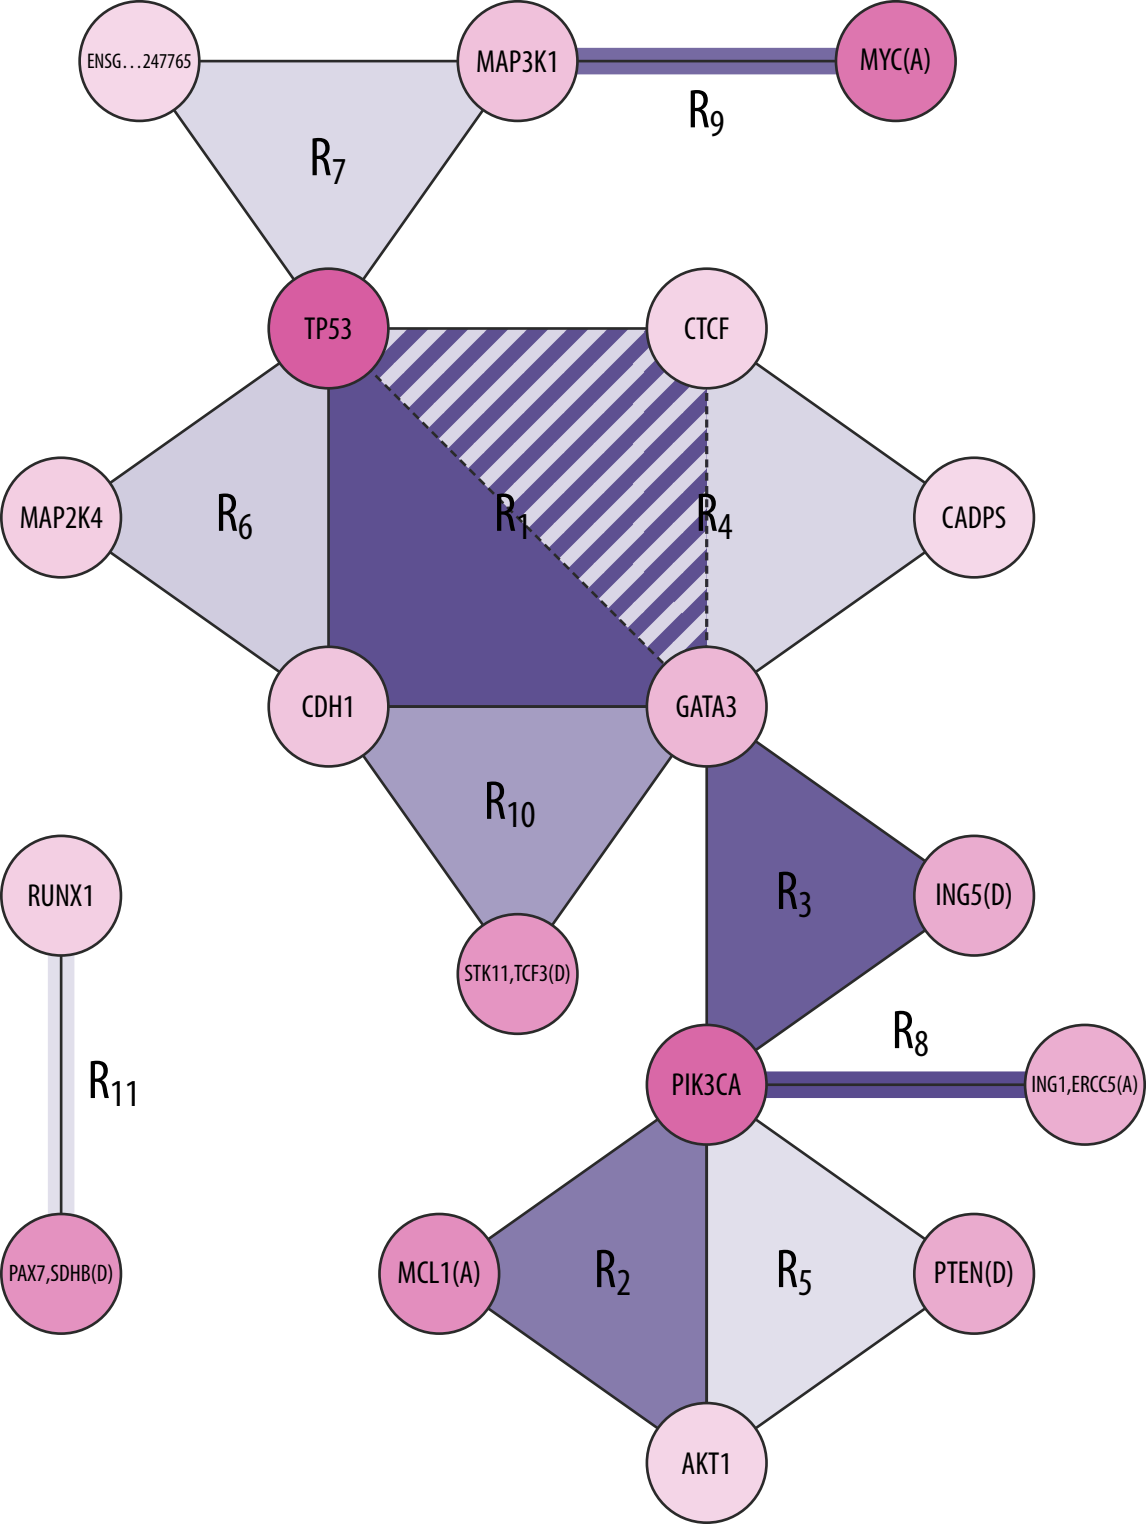 ENSG…247765
MAP3K1
MYC(A)
R9
R7
TP53
CTCF
MAP2K4
R6
R1
R4
CADPS
CDH1
GATA3
R10
RUNX1
R3
ING5(D)
STK11,TCF3(D)
R8
R11
PIK3CA
ING1,ERCC5(A)
PAX7,SDHB(D)
MCL1(A)
R2
R5
PTEN(D)
AKT1